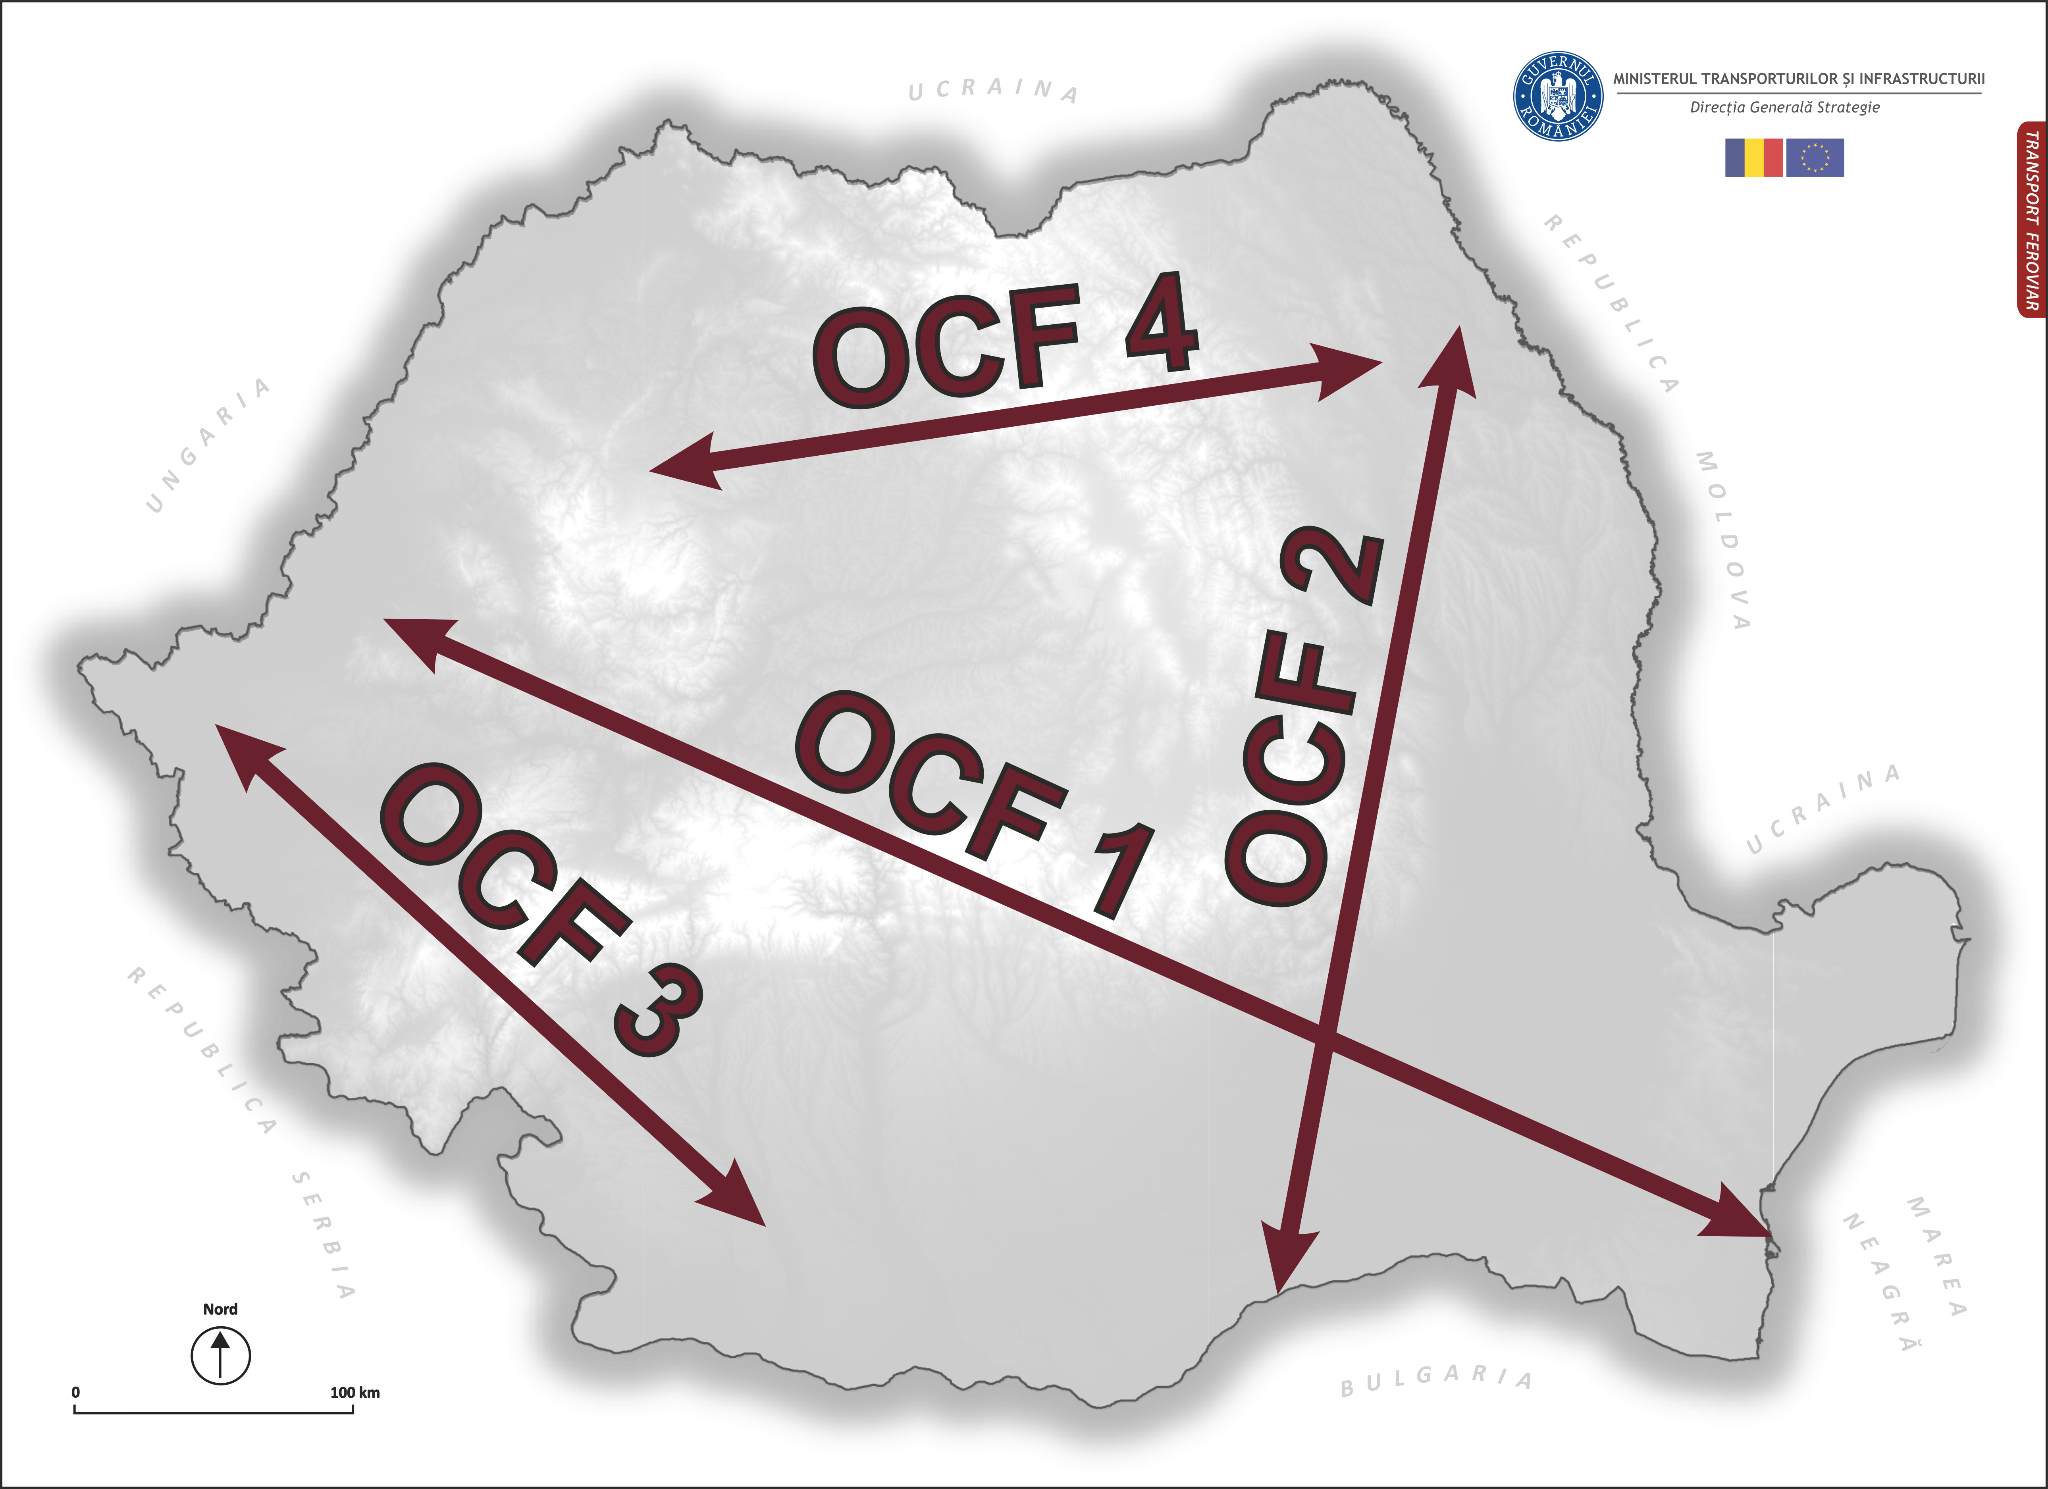 UCRAINA
GUVERNUL ROMÂNIEI
MINISTERUL TRANSPORTURILOR ȘI INFRASTRUCTURII
Direcția Generală Strategie
TRANSPORT FEROVIAR
REPUBLICA MOLDOVA
UNGARIA
OCF 4
OCF 2
OCF 1
OCF 3
UCRAINA
REPUBLICA SERBIA
MAREA
NEAGRĂ
BULGARIA
Nord
0 100 km